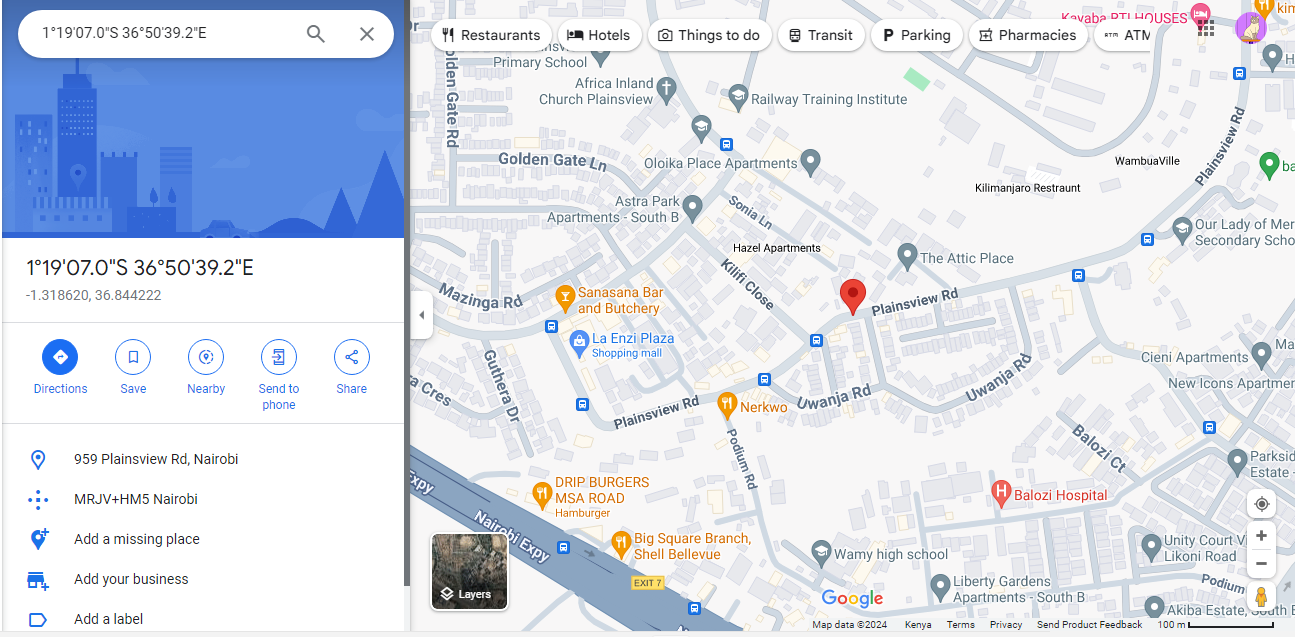 1°19'07.0"S 36°50'39.2"E
1°19'07.0"S 36°50'39.2"E
-1.318620, 36.844222
Directions
Save
Nearby
Send to
phone
Share
959 Plainsview Rd, Nairobi
MRJV+HM5 Nairobi
Add a missing place
Add your business
Add a label
Restaurants
Hotels
Things to do
Transit
Parking
Pharmacies
ATM
Primary School
Africa Inland
Church Plainsview
Railway Training Institute
Golden Gate Rd
Golden Gate Ln
Oloika Place Apartments
WambuaVille
Kilimanjaro Restraunt
Plainsview Rd
Astra Park
Apartments - South B
Sonia Ln
Our Lady of Mer
Secondary Scho
Hazel Apartments
The Attic Place
Kilifi Close
Mazinga Rd
Sanasana Bar
and Butchery
Plainsview Rd
La Enzi Plaza
Shopping mall
Guthera Dr
a Cres
Cieni Apartments
Ma
New Icons Apartmen
Uwanja Rd
Uwanja Rd
Plainsview Rd
Nerkwo
Podium Rd
Balozi Ct
Parksid
Estate -
Expy
DRIP BURGERS
MSA ROAD
Hamburger
Balozi Hospital
Nairobi Expy
Big Square Branch,
Shell Bellevue
Wamy high school
Unity Court V
Likoni Road
EXIT 7
Liberty Gardens
Apartments - South B
Podium
Akiba Estate, South B
Layers
Google
Map data ©2024
Kenya
Terms
Privacy
Send Product Feedback
100 m